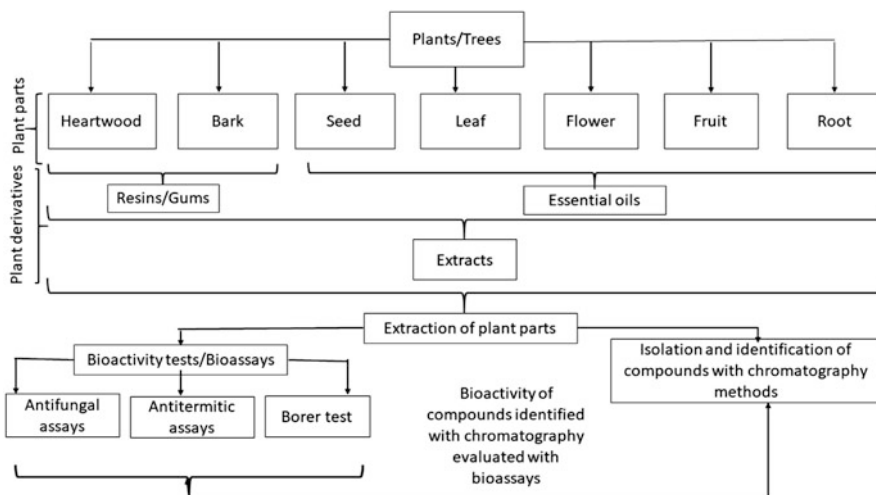 Plants/Trees
Plant parts
Heartwood
Bark
Seed
Leaf
Flower
Fruit
Root
Plant derivatives
Resins/Gums
Essential oils
Extracts
Extraction of plant parts
Bioactivity tests/Bioassays
Isolation and identification of
compounds with chromatography
methods
Antifungal
assays
Antitermitic
assays
Borer test
Bioactivity of
compounds identified
with chromatography
evaluated with
bioassays